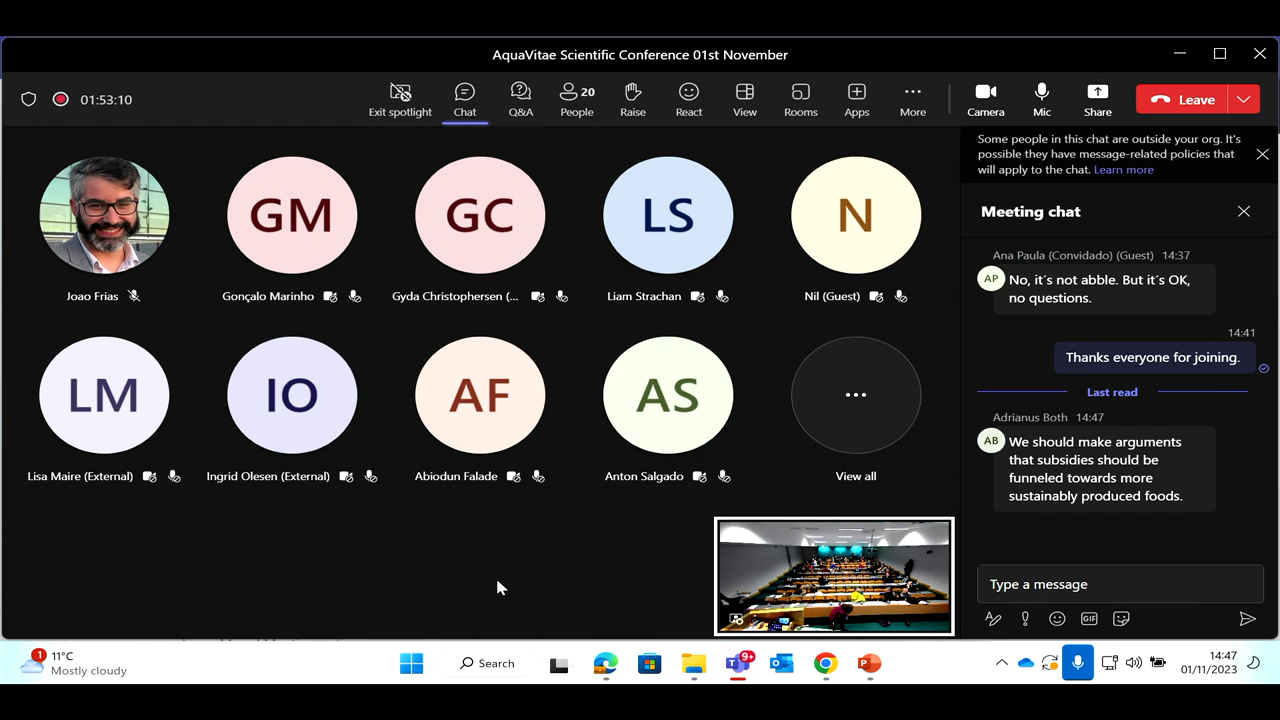 AquaVitae Scientific Conference 01st November
01:53:10
Exit spotlight
Chat
Q&A
20
People
Raise
React
View
Rooms
Apps
More
Camera
Mic
Share
Leave
Some people in this chat are outside your org. It's
possible they have message-related policies that
will apply to the chat. Learn more
Meeting chat
GM
GC
LS
N
Joao Frias
Gonçalo Marinho
Gyda Christophersen (...
Liam Strachan
Nil (Guest)
LM
IO
AF
AS
Lisa Maire (External)
Ingrid Olesen (External)
Abiodun Falade
Anton Salgado
View all
Ana Paula (Convidado) (Guest) 14:37
AP
No, it´s not abble. But it´s OK,
no questions.
14:41
Thanks everyone for joining.
Last read
Adrianus Both 14:47
AB
We should make arguments
that subsidies should be
funneled towards more
sustainably produced foods.
Type a message
GIF
1
11°C
Mostly cloudy
Search
9+
14:47
01/11/2023